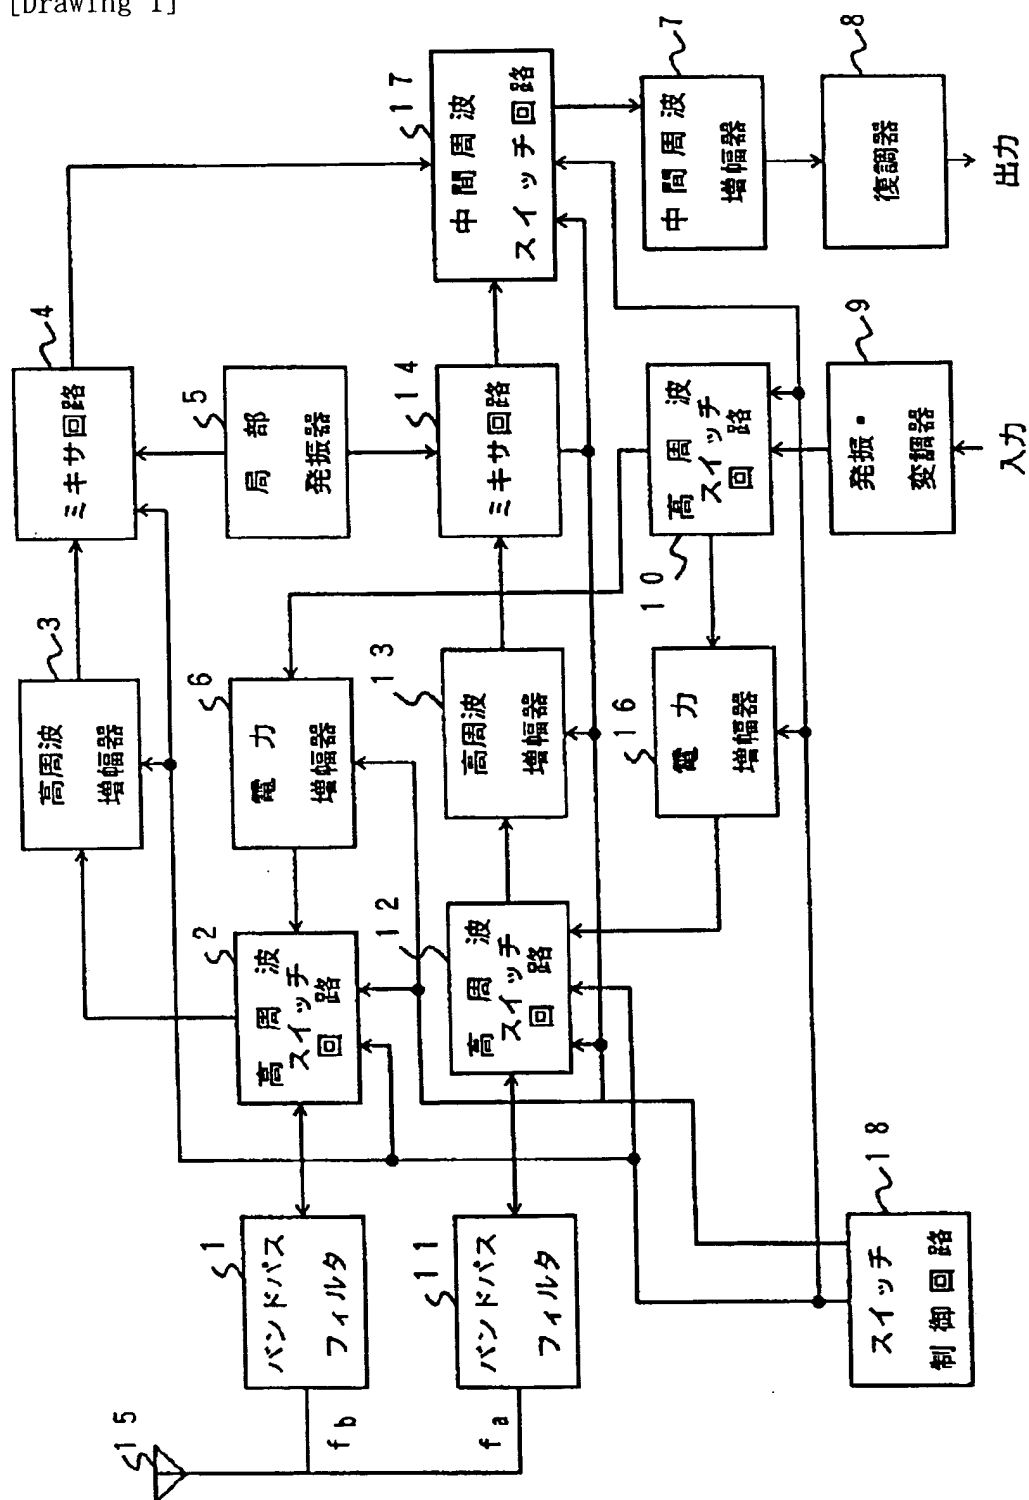 [Drawing 1]
15
fb
fa
1
バンドパス
フィルタ
11
バンドパス
フィルタ
2
高周波
スイッチ
回路
12
高周波
スイッチ
回路
18
スイッチ
制御回路
3
高周波
増幅器
6
電力
増幅器
13
高周波
増幅器
16
電力
増幅器
4
ミキサ回路
5
局部
発振器
14
ミキサ回路
10
高周波
スイッチ
回路
9
発振・
変調器
入力
17
中間周波
スイッチ回路
7
中間周波
増幅器
8
復調器
出力